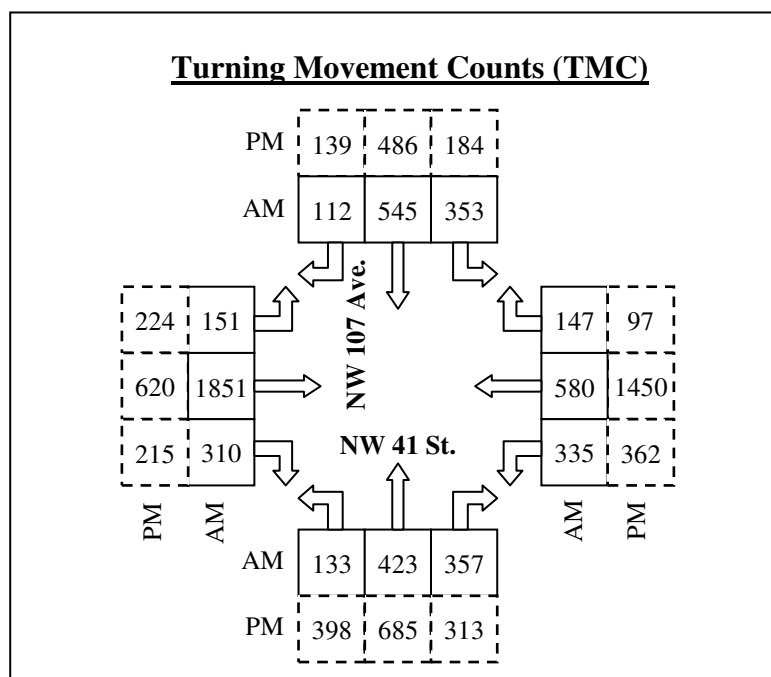 Turning Movement Counts (TMC)
PM 139 486 184
AM 112 545 353
NW 107 Ave.
224 151 147 97
620 1851 580 1450
215 310 335 362
NW 41 St.
PM AM AM PM
AM 133 423 357
PM 398 685 313